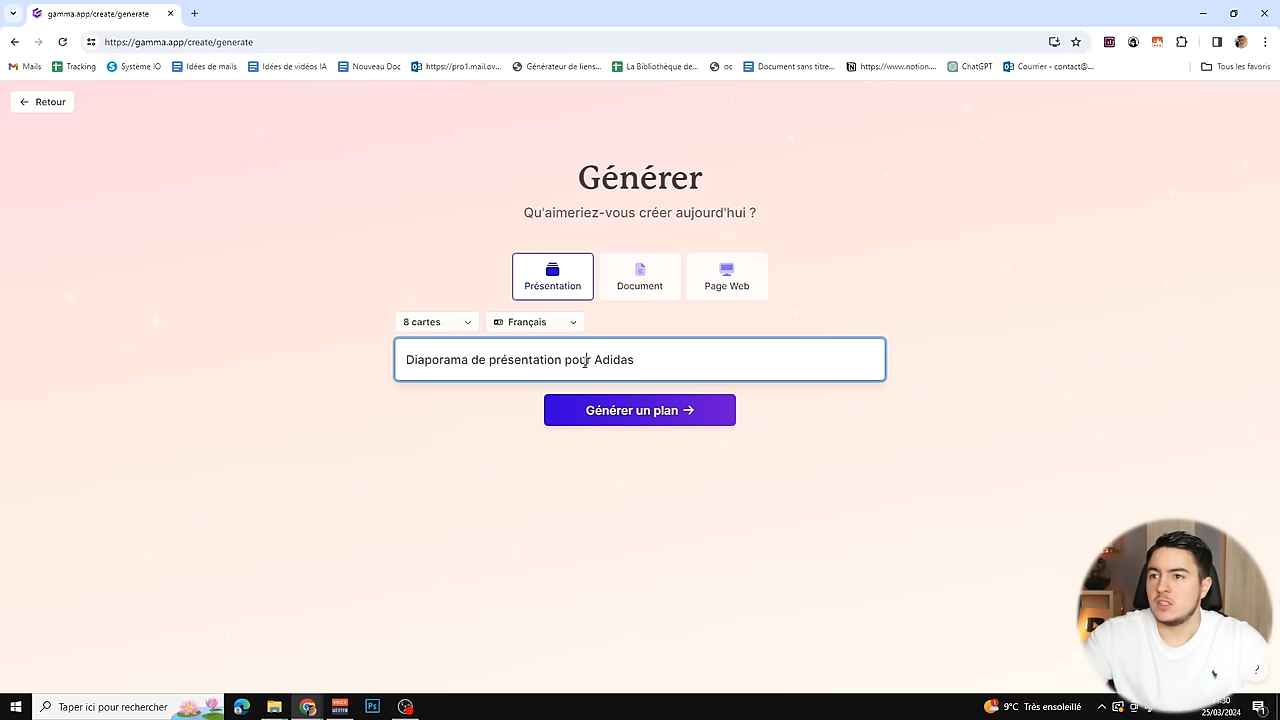 gamma.app/create/generate
https://gamma.app/create/generate
Mails
Tracking
Système IO
Idées de mails
Idées de vidéos IA
Nouveau Doc
https://pro1.mail.ov...
Générateur de liens...
La Bibliothèque de...
oc
Document sans titre...
https://www.notion....
ChatGPT
Courrier - contact@...
Tous les favoris
Retour
Générer
Qu'aimeriez-vous créer aujourd'hui ?
Présentation
Document
Page Web
8 cartes
Français
Diaporama de présentation pour Adidas
Générer un plan →
?
Taper ici pour rechercher
Ps
9°C Très ensoleillé
25/03/2024